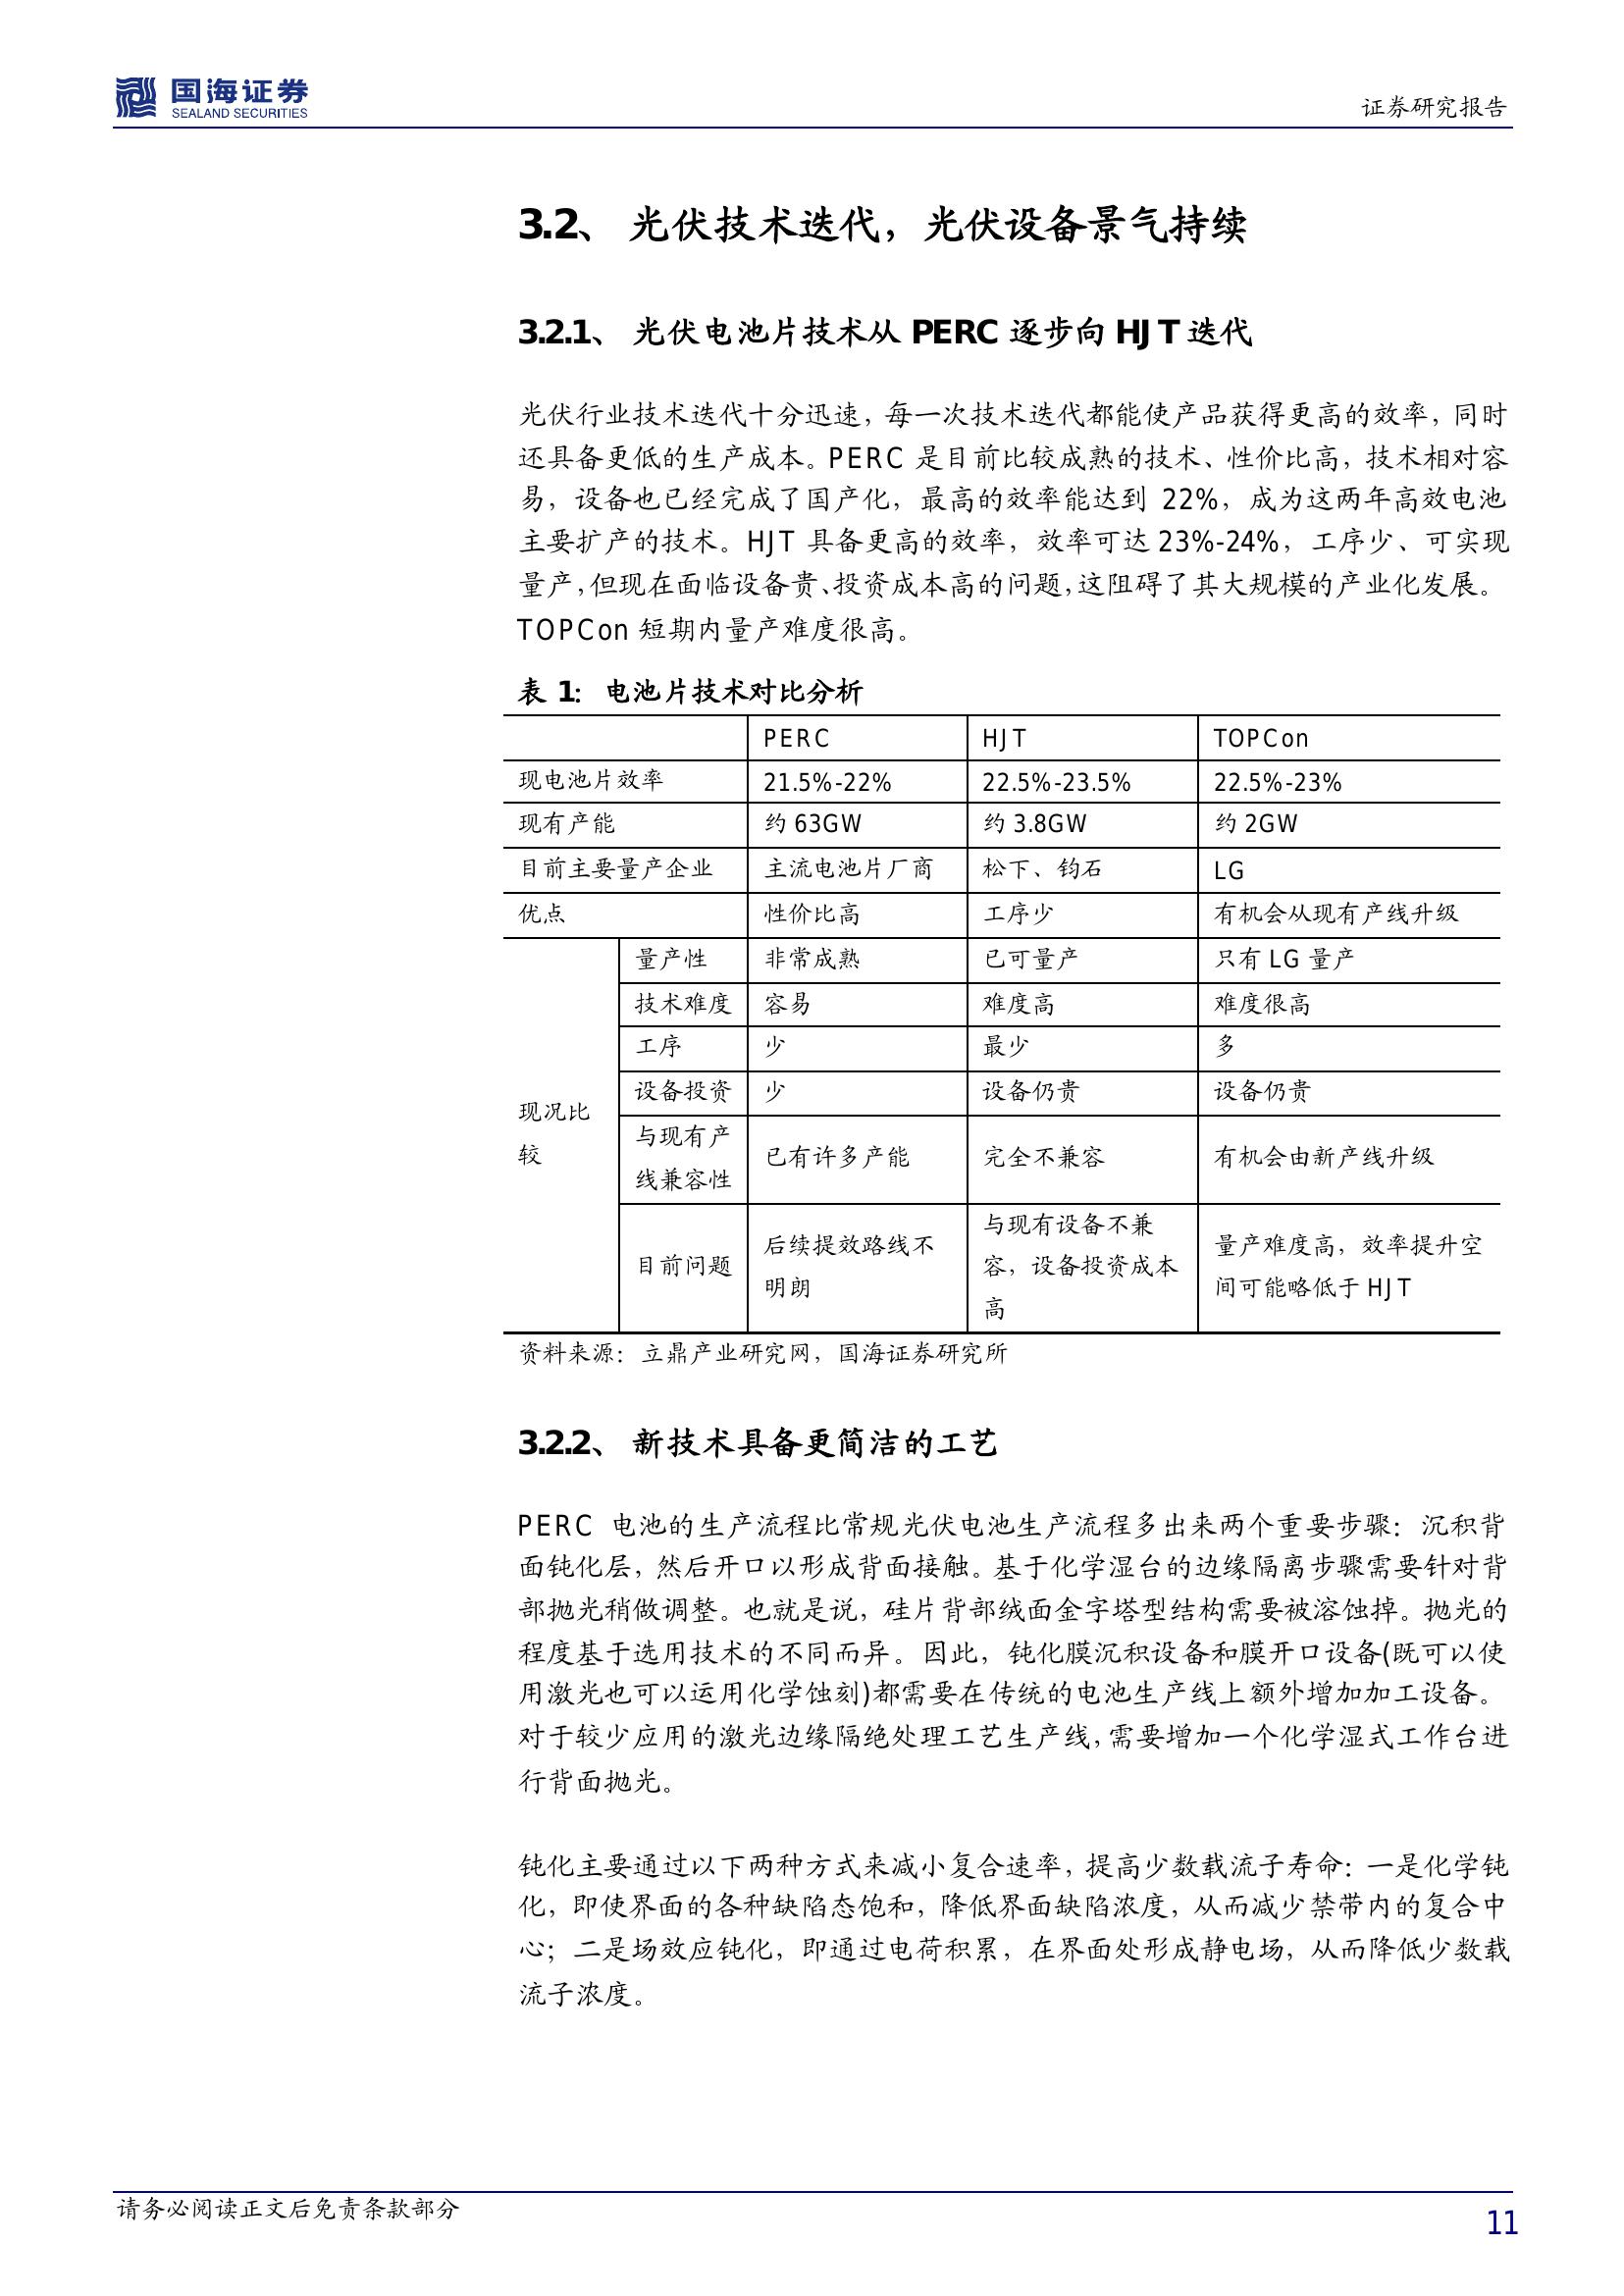 国海证券
SEALAND SECURITIES
证券研究报告
3.2、 光伏技术迭代，光伏设备景气持续
3.2.1、 光伏电池片技术从 PERC 逐步向 HJT 迭代
光伏行业技术迭代十分迅速，每一次技术迭代都能使产品获得更高的效率，同时
还具备更低的生产成本。PERC 是目前比较成熟的技术、性价比高，技术相对容
易，设备也已经完成了国产化，最高的效率能达到 22%，成为这两年高效电池
主要扩产的技术。HJT 具备更高的效率，效率可达 23%-24%，工序少、可实现
量产，但现在面临设备贵、投资成本高的问题，这阻碍了其大规模的产业化发展。
TOPCon 短期内量产难度很高。
表 1： 电池片技术对比分析
PERC HJT TOPCon
现电池片效率 21.5%-22% 22.5%-23.5% 22.5%-23%
现有产能 约 63GW 约 3.8GW 约 2GW
目前主要量产企业 主流电池片厂商 松下、钧石 LG
优点 性价比高 工序少 有机会从现有产线升级
现况比
较
量产性 非常成熟 已可量产 只有 LG 量产
技术难度 容易 难度高 难度很高
工序 少 最少 多
设备投资 少 设备仍贵 设备仍贵
与现有产
线兼容性
已有许多产能 完全不兼容 有机会由新产线升级
目前问题
后续提效路线不
明朗
与现有设备不兼
容，设备投资成本
高
量产难度高，效率提升空
间可能略低于 HJT
资料来源：立鼎产业研究网，国海证券研究所
3.2.2、 新技术具备更简洁的工艺
PERC 电池的生产流程比常规光伏电池生产流程多出来两个重要步骤：沉积背
面钝化层，然后开口以形成背面接触。基于化学湿台的边缘隔离步骤需要针对背
部抛光稍做调整。也就是说，硅片背部绒面金字塔型结构需要被溶蚀掉。抛光的
程度基于选用技术的不同而异。因此，钝化膜沉积设备和膜开口设备(既可以使
用激光也可以运用化学蚀刻)都需要在传统的电池生产线上额外增加加工设备。
对于较少应用的激光边缘隔绝处理工艺生产线，需要增加一个化学湿式工作台进
行背面抛光。
钝化主要通过以下两种方式来减小复合速率，提高少数载流子寿命：一是化学钝
化，即使界面的各种缺陷态饱和，降低界面缺陷浓度，从而减少禁带内的复合中
心；二是场效应钝化，即通过电荷积累，在界面处形成静电场，从而降低少数载
流子浓度。
请务必阅读正文后免责条款部分
11